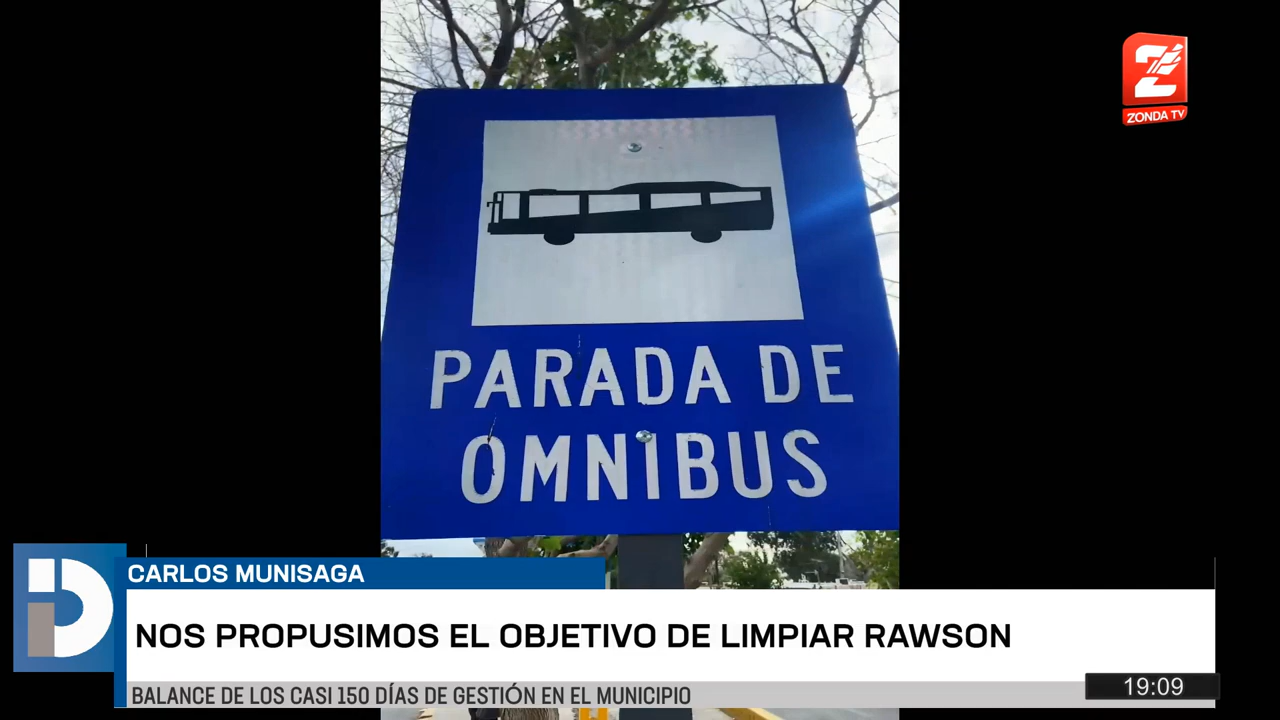 Z
ZONDA TV
PARADA DE
OMNIBUS
CARLOS MUNISAGA
NOS PROPUSIMOS EL OBJETIVO DE LIMPIAR RAWSON
BALANCE DE LOS CASI 150 DÍAS DE GESTIÓN EN EL MUNICIPIO
19:09